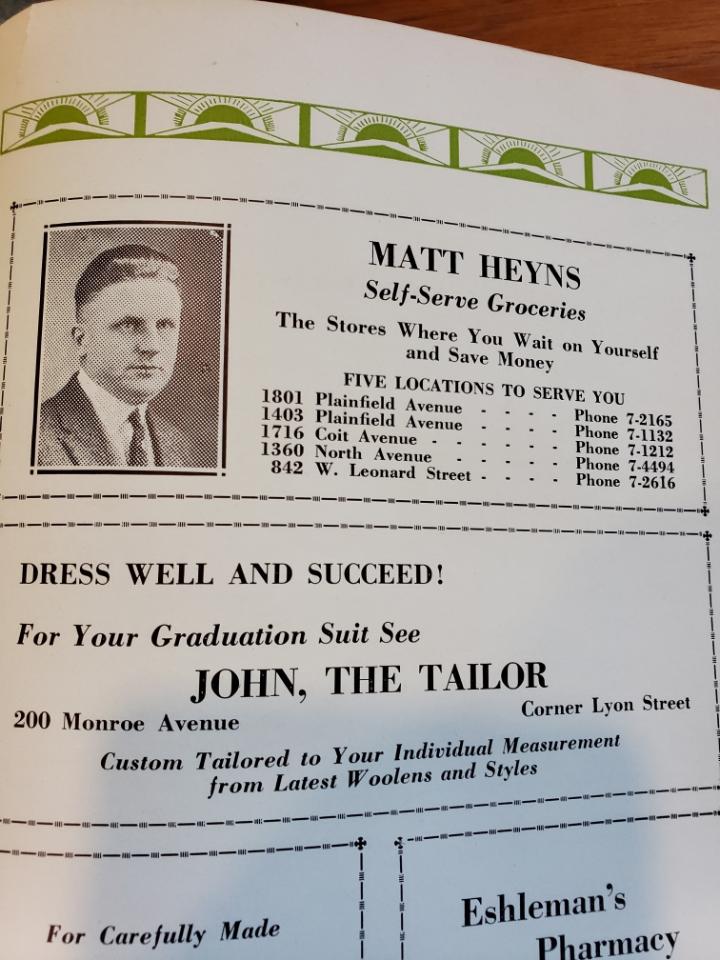 MATT HEYNS
Self-Serve Groceries
The Stores Where You Wait on Yourself
and Save Money
FIVE LOCATIONS TO SERVE YOU
1801 Plainfield Avenue - - - - Phone 7-2165
1403 Plainfield Avenue - - - - Phone 7-1132
1716 Coit Avenue - - - - - - Phone 7-1212
1360 North Avenue - - - - - Phone 7-4494
842 W. Leonard Street - - - - Phone 7-2616
DRESS WELL AND SUCCEED!
For Your Graduation Suit See
JOHN, THE TAILOR
200 Monroe Avenue Corner Lyon Street
Custom Tailored to Your Individual Measurement
from Latest Woolens and Styles
For Carefully Made
Eshleman's
Pharmacy